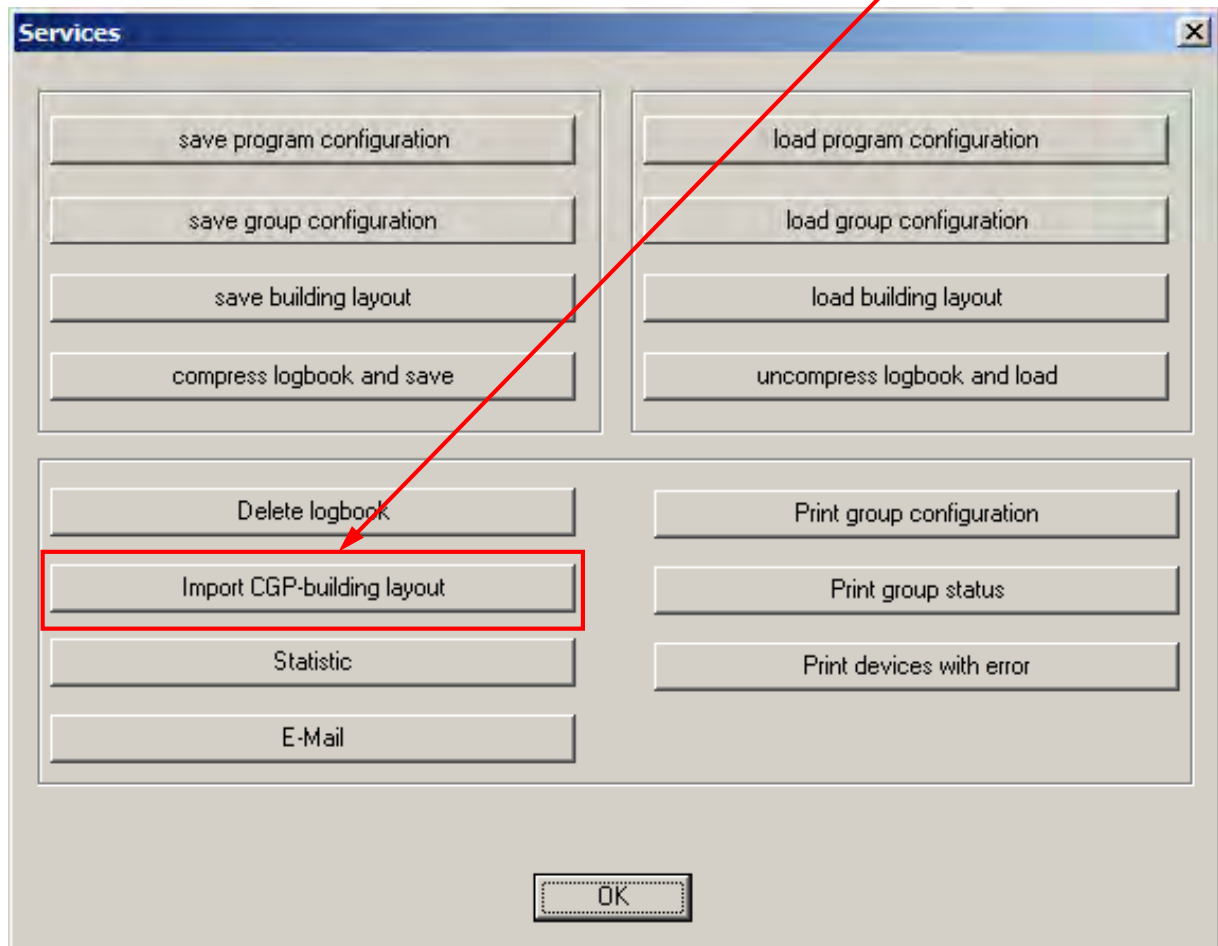 Services
save program configuration
load program configuration
save group configuration
load group configuration
save building layout
load building layout
compress logbook and save
uncompress logbook and load
Delete logbook
Print group configuration
Import CGP-building layout
Print group status
Statistic
Print devices with error
E-Mail
OK